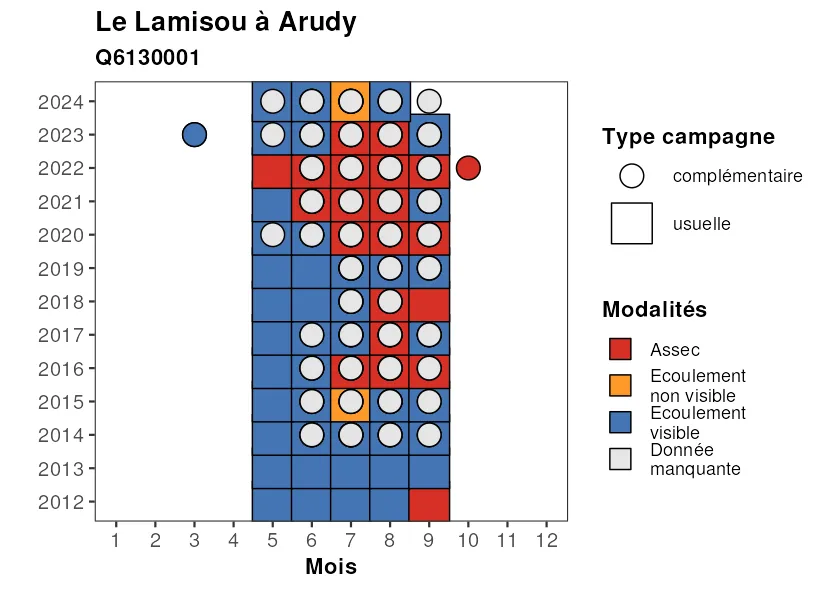 Le Lamisou à Arudy
Q6130001
2024
2023
2022
2021
2020
2019
2018
2017
2016
2015
2014
2013
2012
1 2 3 4 5 6 7 8 9 10 11 12
Mois
Type campagne
complémentaire
usuelle
Modalités
Assec
Ecoulement
non visible
Ecoulement
visible
Donnée
manquante